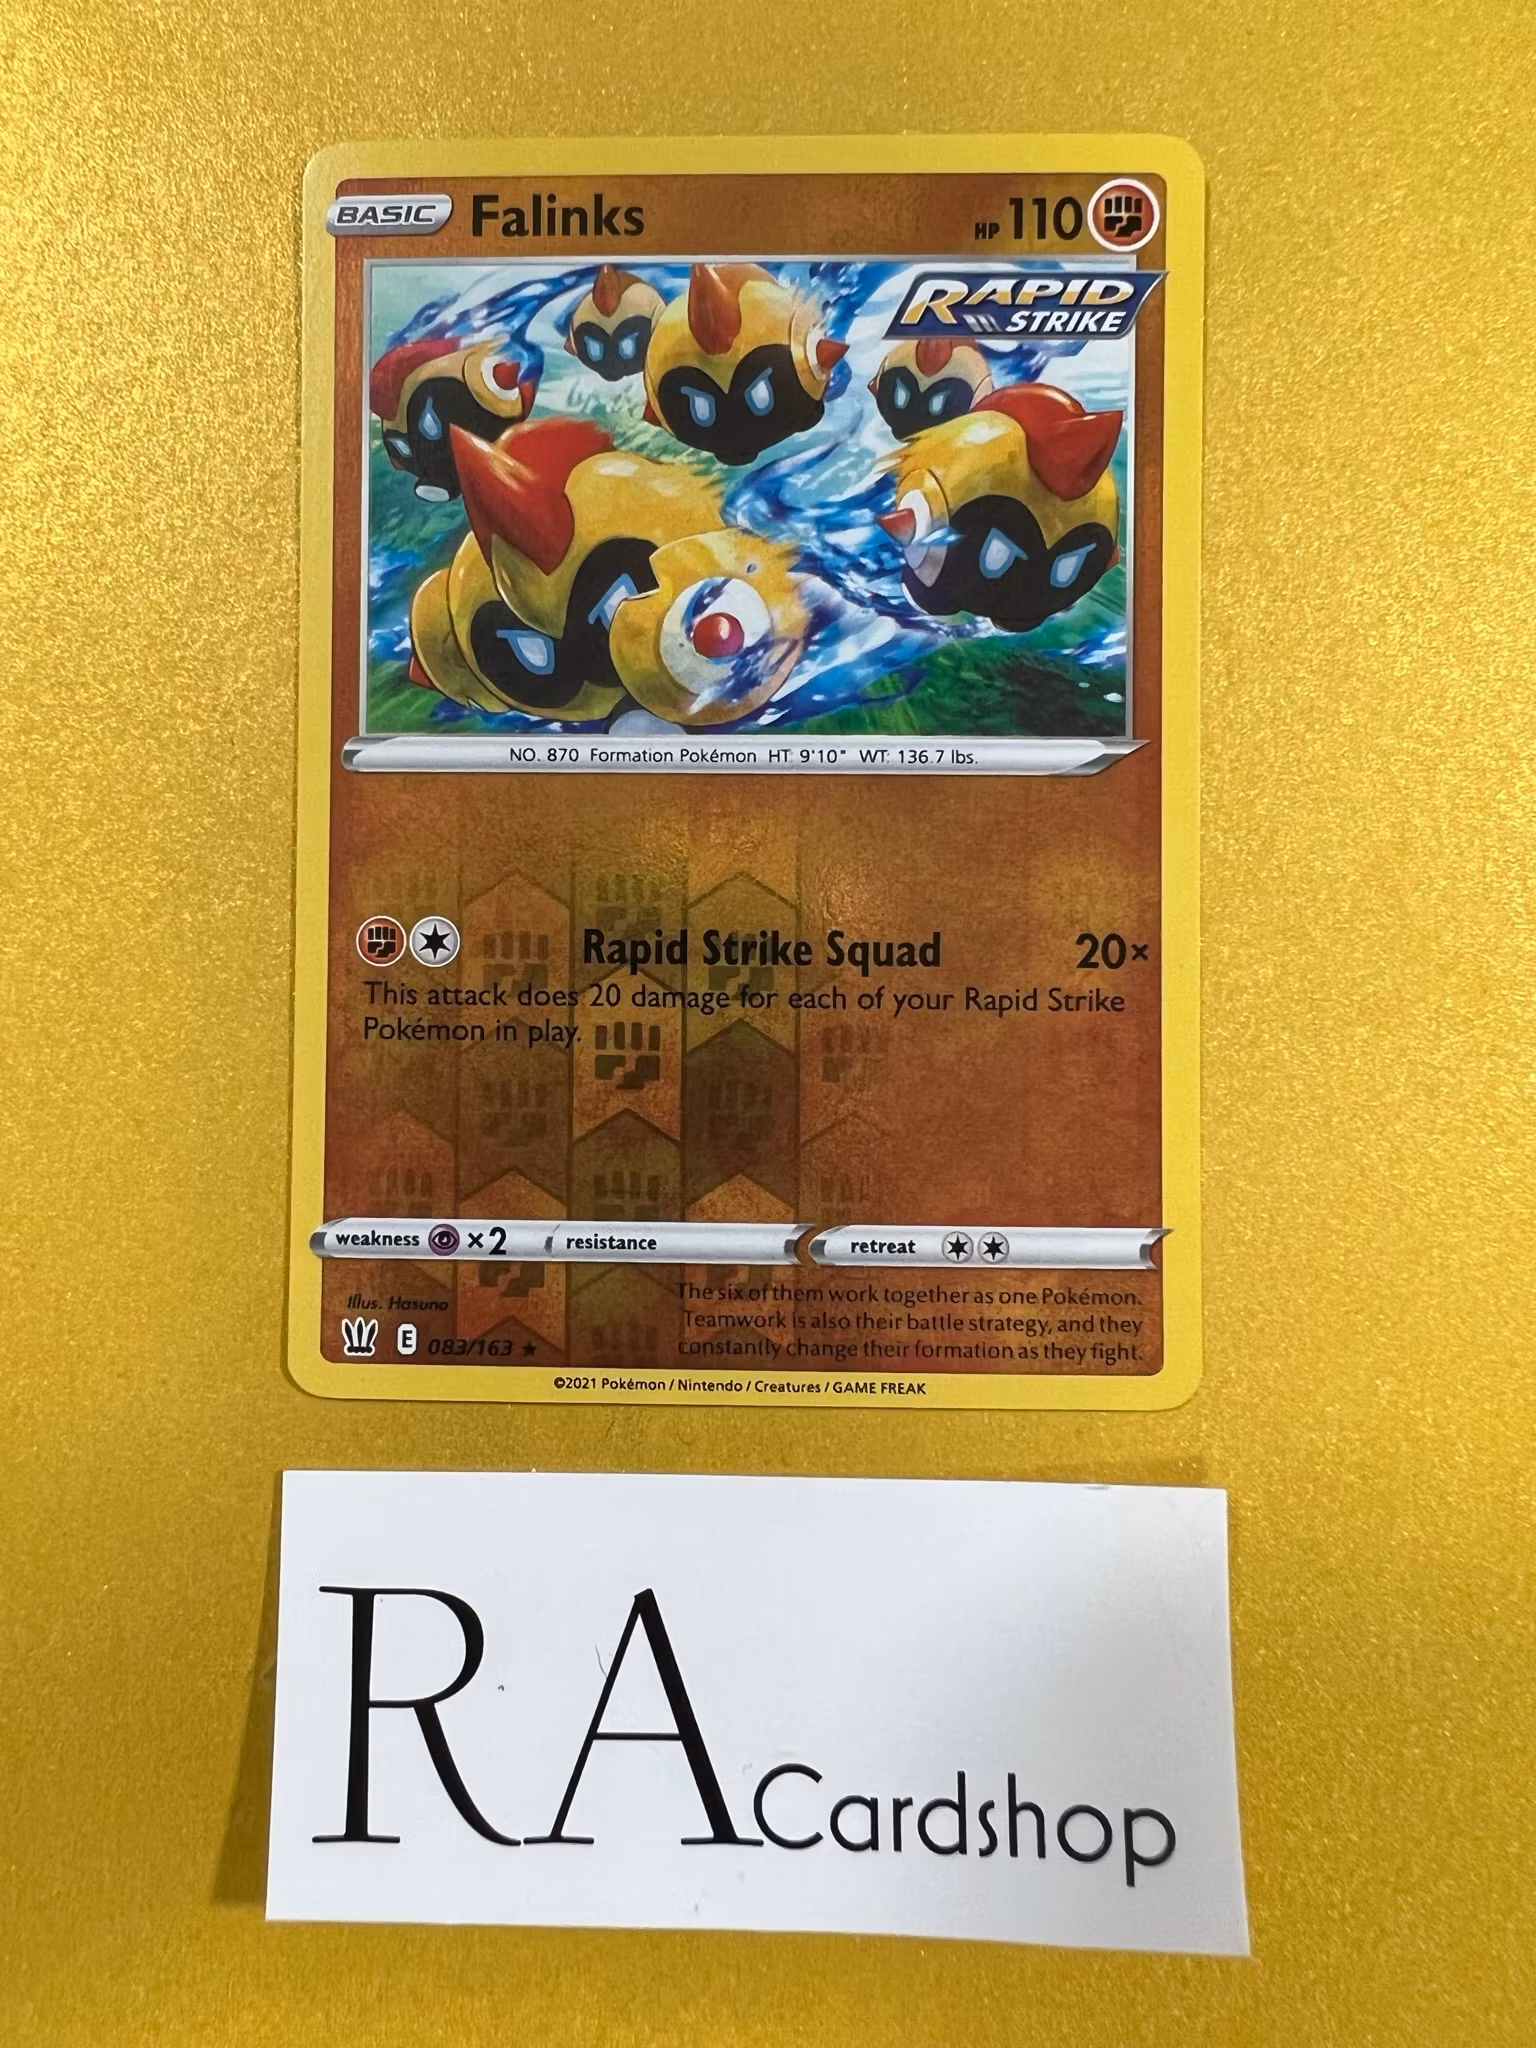 BASIC Falinks HP 110
RAPID
STRIKE
NO. 870 Formation Pokémon HT: 9'10" WT: 136.7 lbs.
Rapid Strike Squad 20×
This attack does 20 damage for each of your Rapid Strike
Pokémon in play.
weakness ×2 resistance retreat
Illus. Hasuno
E 083/163 ★
The six of them work together as one Pokémon.
Teamwork is also their battle strategy, and they
constantly change their formation as they fight.
©2021 Pokémon / Nintendo / Creatures / GAME FREAK
RA Cardshop